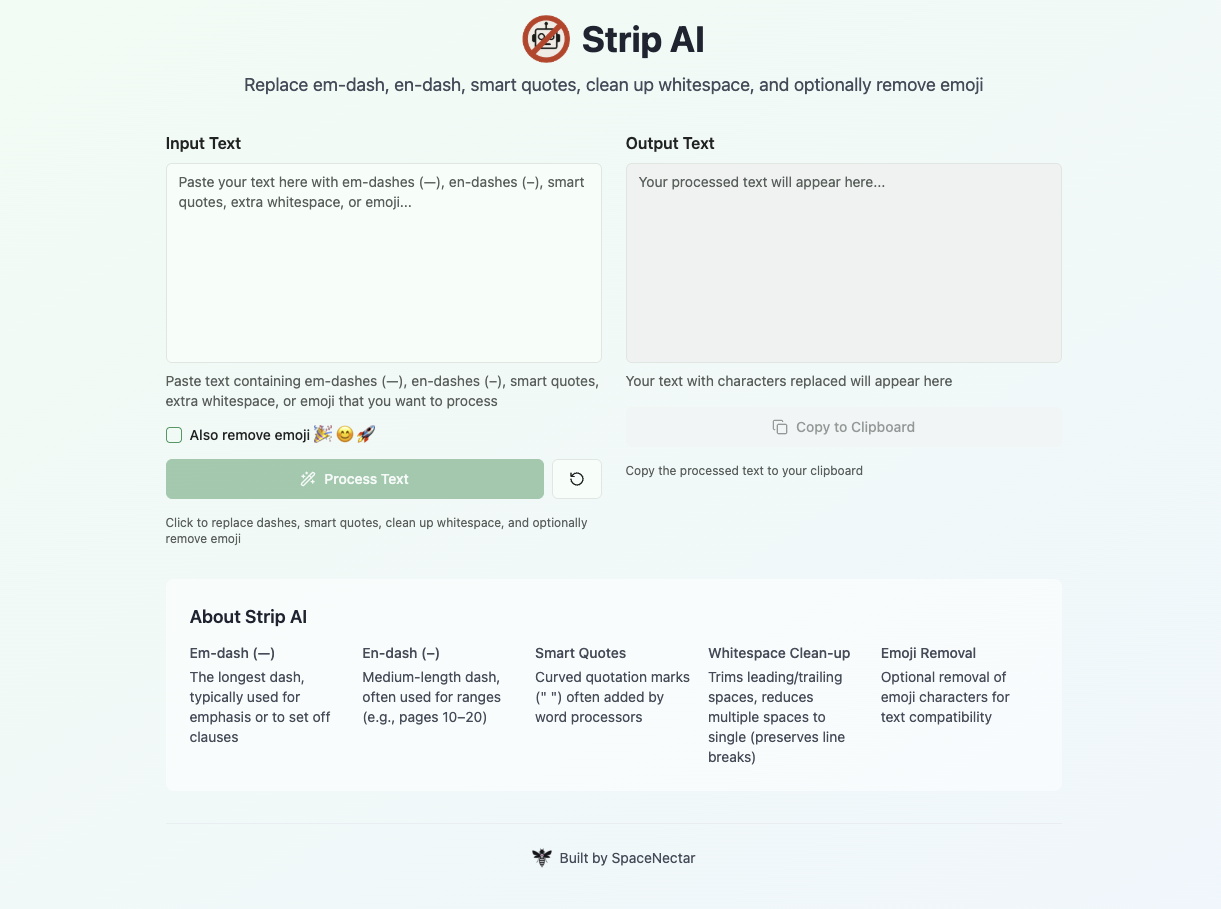 Strip AI
Replace em-dash, en-dash, smart quotes, clean up whitespace, and optionally remove emoji
Input Text
Paste your text here with em-dashes (—), en-dashes (–), smart
quotes, extra whitespace, or emoji...
Paste text containing em-dashes (—), en-dashes (–), smart quotes,
extra whitespace, or emoji that you want to process
Also remove emoji 🎉 😊 🚀
Process Text
Click to replace dashes, smart quotes, clean up whitespace, and optionally
remove emoji
Output Text
Your processed text will appear here...
Your text with characters replaced will appear here
Copy to Clipboard
Copy the processed text to your clipboard
About Strip AI
Em-dash (—)
The longest dash,
typically used for
emphasis or to set off
clauses
En-dash (–)
Medium-length dash,
often used for ranges
(e.g., pages 10–20)
Smart Quotes
Curved quotation marks
(" ") often added by
word processors
Whitespace Clean-up
Trims leading/trailing
spaces, reduces
multiple spaces to
single (preserves line
breaks)
Emoji Removal
Optional removal of
emoji characters for
text compatibility
Built by SpaceNectar